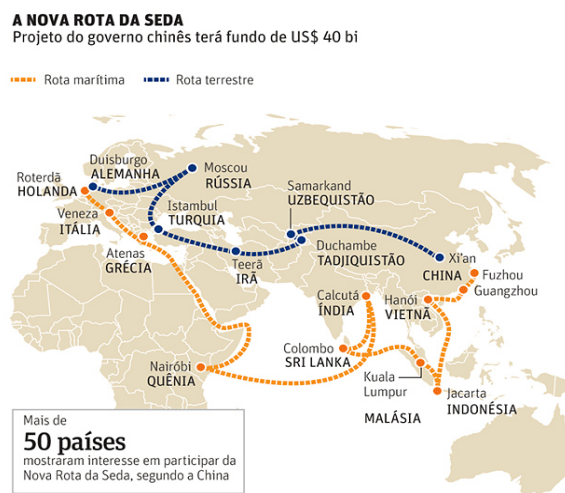 A NOVA ROTA DA SEDA
Projeto do governo chinês terá fundo de US$ 40 bi
Rota marítima
Rota terrestre
Duisburgo
ALEMANHA
Moscou
RÚSSIA
Roterdã
HOLANDA
Samarkand
UZBEQUISTÃO
Veneza
ITÁLIA
Istambul
TURQUIA
Atenas
GRÉCIA
Teerã
IRÃ
Duchambe
TADJIQUISTÃO
Xi'an
CHINA
Fuzhou
Guangzhou
Calcutá
ÍNDIA
Hanói
VIETNÃ
Colombo
SRI LANKA
Nairóbi
QUÊNIA
Kuala
Lumpur
MALÁSIA
Jacarta
INDONÉSIA
Mais de
50 países
mostraram interesse em participar da
Nova Rota da Seda, segundo a China